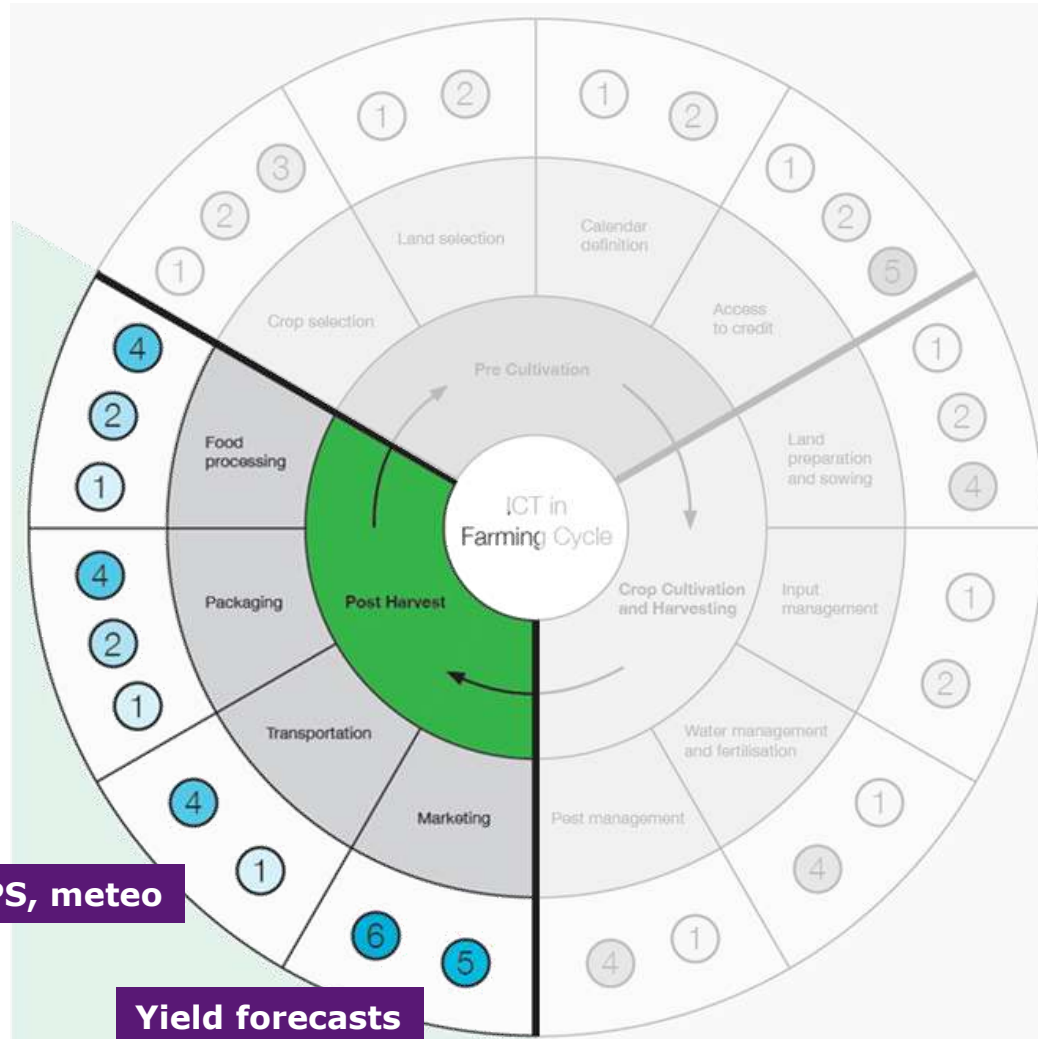 1
2
1
2
3
1
2
1
2
5
Land selection
Calendar
definition
Crop selection
Access
to credit
Pre Cultivation
4
2
1
Food
processing
1
2
4
Land
preparation
and sowing
ICT in
Farming Cycle
4
2
1
Packaging
Post Harvest
Crop Cultivation
and Harvesting
Input
management
1
2
Transportation
Water management
and fertilisation
4
1
Marketing
Pest management
1
4
PS, meteo
6
5
4
1
Yield forecasts